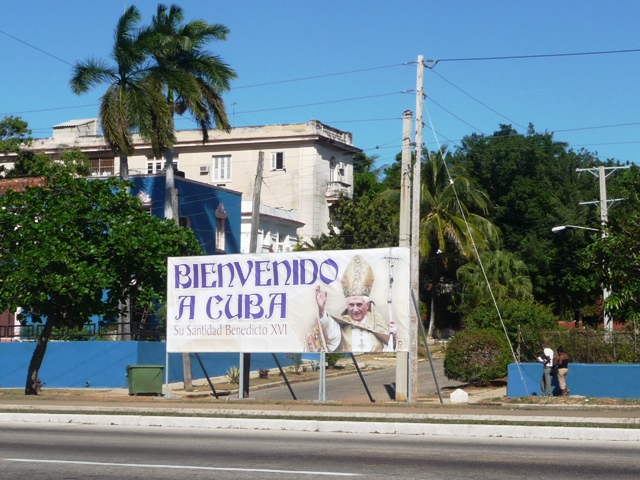 BIENVENIDO
A CUBA
Su Santidad Benedicto XVI